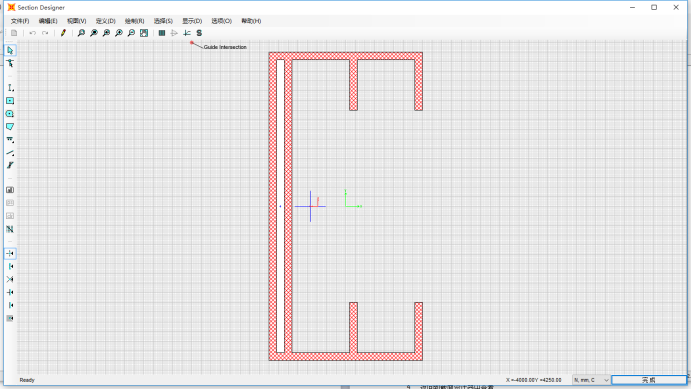 Section Designer
文件(F) 编辑(E) 视图(V) 定义(D) 绘制(R) 选择(S) 显示(D) 选项(O) 帮助(H)
Guide Intersection
Ready
X =-4000.00Y =4250.00
N, mm, C
完成